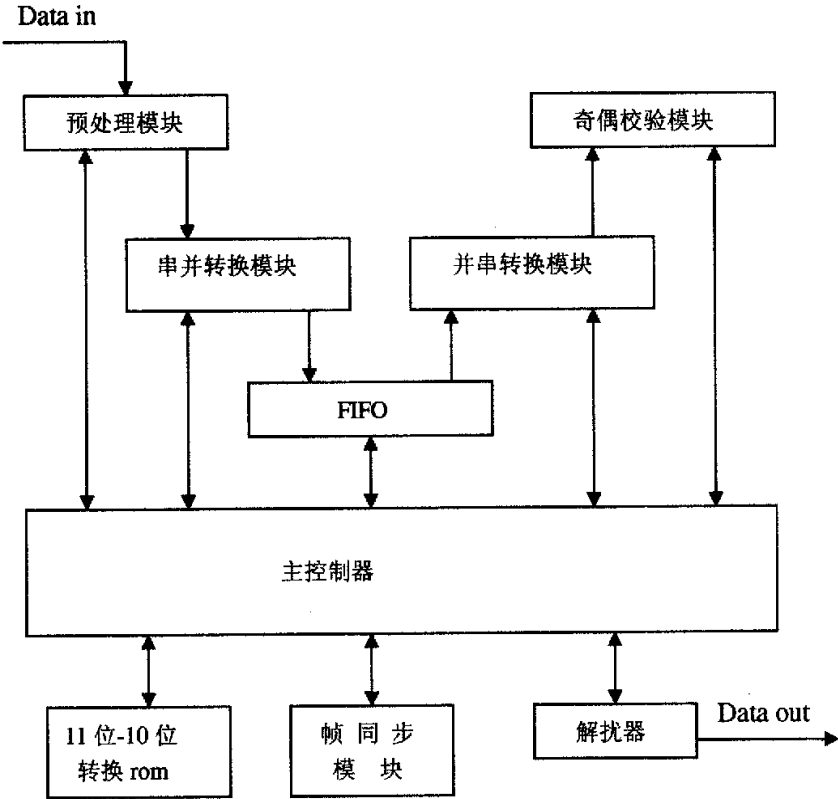 Data in
预处理模块
奇偶校验模块
串并转换模块
并串转换模块
FIFO
主控制器
11 位-10 位
转换 rom
帧 同 步
模 块
解扰器
Data out